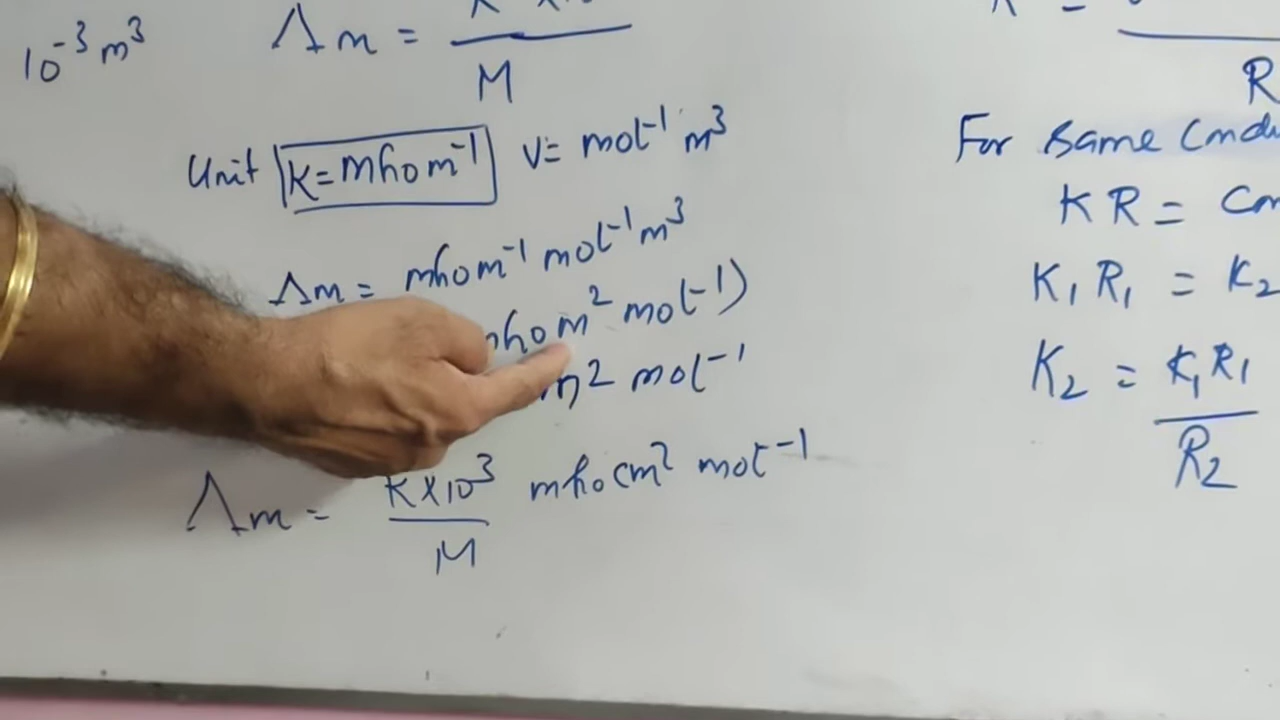 10⁻³ m³
Λm =
M
Unit K = mho m⁻¹ V = mol⁻¹ m³
Λm = mho m⁻¹ mol⁻¹ m³
mho m² mol⁻¹)
m² mol⁻¹
Λm = K×10³ mho cm² mol⁻¹
M
R
For same
K R =
K₁ R₁ = K₂
K₂ = K₁R₁
R₂